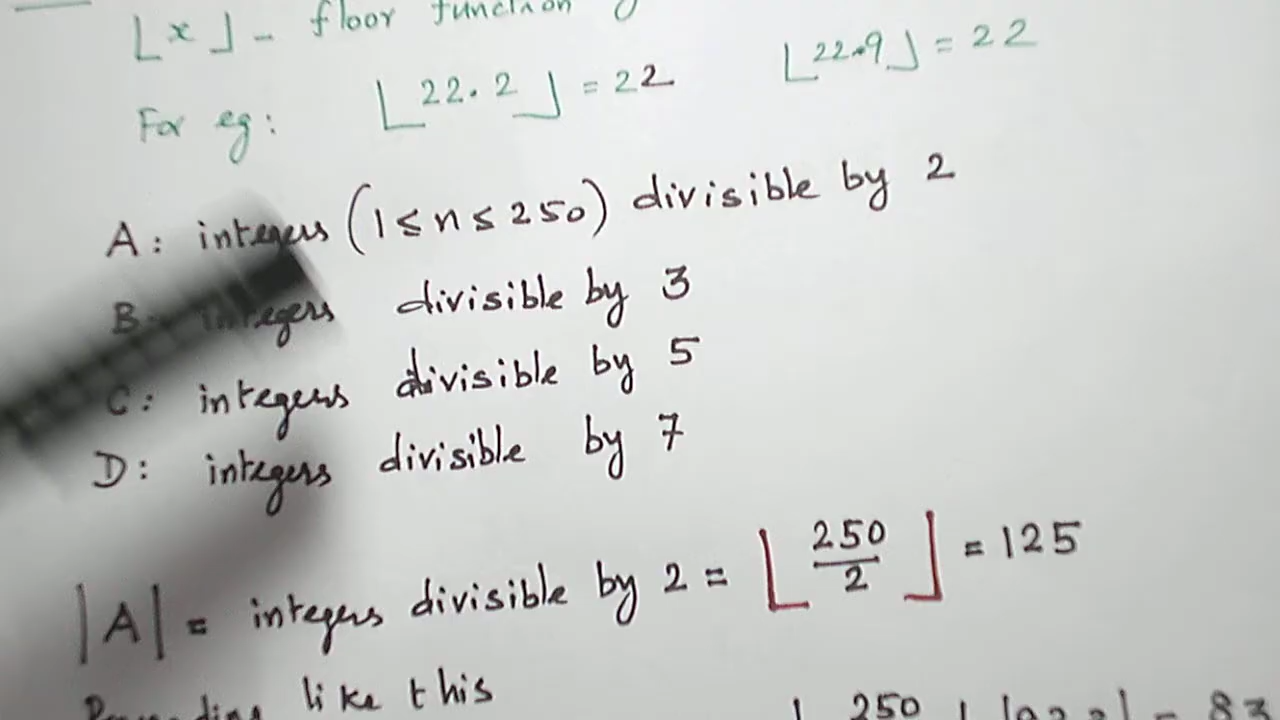 ⌊x⌋ - floor function
For eg: ⌊22.2⌋ = 22 ⌊22.9⌋ = 22
A: integers (1 ≤ n ≤ 250) divisible by 2
B: integers divisible by 3
C: integers divisible by 5
D: integers divisible by 7
|A| = integers divisible by 2 = ⌊250/2⌋ = 125
like this
250